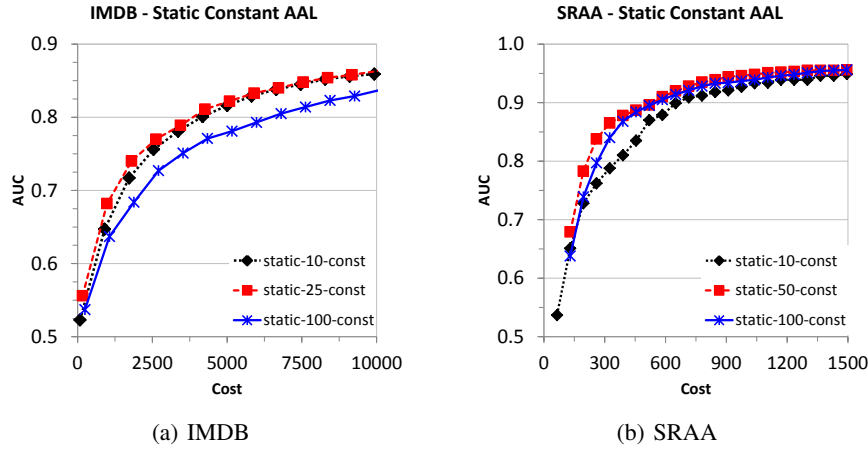 IMDB - Static Constant AAL
0.9
0.8
0.7
0.6
0.5
AUC
static-10-const
static-25-const
static-100-const
0 2500 5000 7500 10000
Cost
(a) IMDB
SRAA - Static Constant AAL
1.0
0.9
0.8
0.7
0.6
0.5
AUC
static-10-const
static-50-const
static-100-const
0 300 600 900 1200 1500
Cost
(b) SRAA